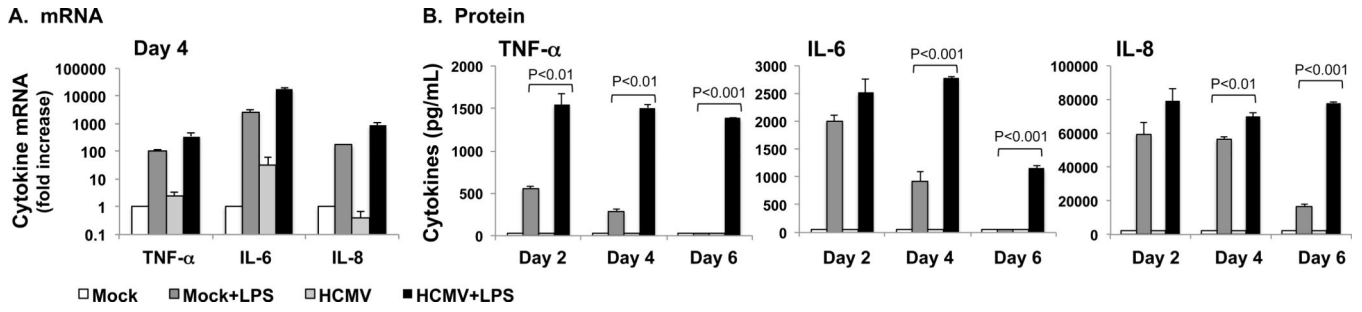 A. mRNA
Day 4
Cytokine mRNA
(fold increase)
100000
10000
1000
100
10
1
0.1
TNF-α IL-6 IL-8
Mock Mock+LPS HCMV HCMV+LPS
B. Protein
TNF-α
Cytokines (pg/mL)
2000
1500
1000
500
0
P<0.01
P<0.01
P<0.001
Day 2 Day 4 Day 6
IL-6
3000
2500
2000
1500
1000
500
0
P<0.001
P<0.001
Day 2 Day 4 Day 6
IL-8
100000
80000
60000
40000
20000
0
P<0.01
P<0.001
Day 2 Day 4 Day 6